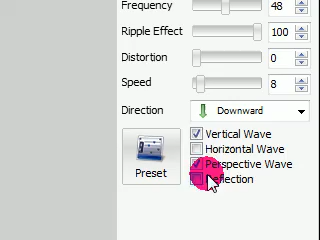 Frequency 48
Ripple Effect 100
Distortion 0
Speed 8
Direction Downward
Vertical Wave
Horizontal Wave
Perspective Wave
Preset